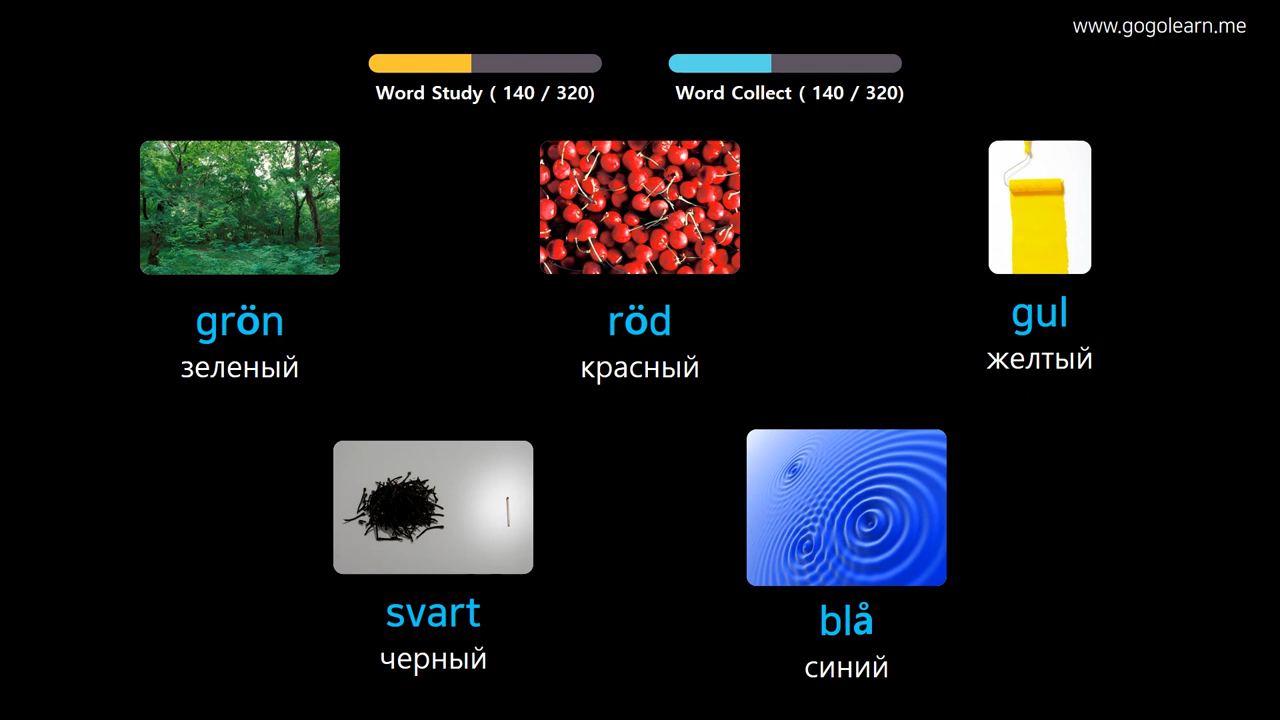 www.gogolearn.me
Word Study ( 140 / 320)
Word Collect ( 140 / 320)
grön
зеленый
röd
красный
gul
желтый
svart
черный
blå
синий